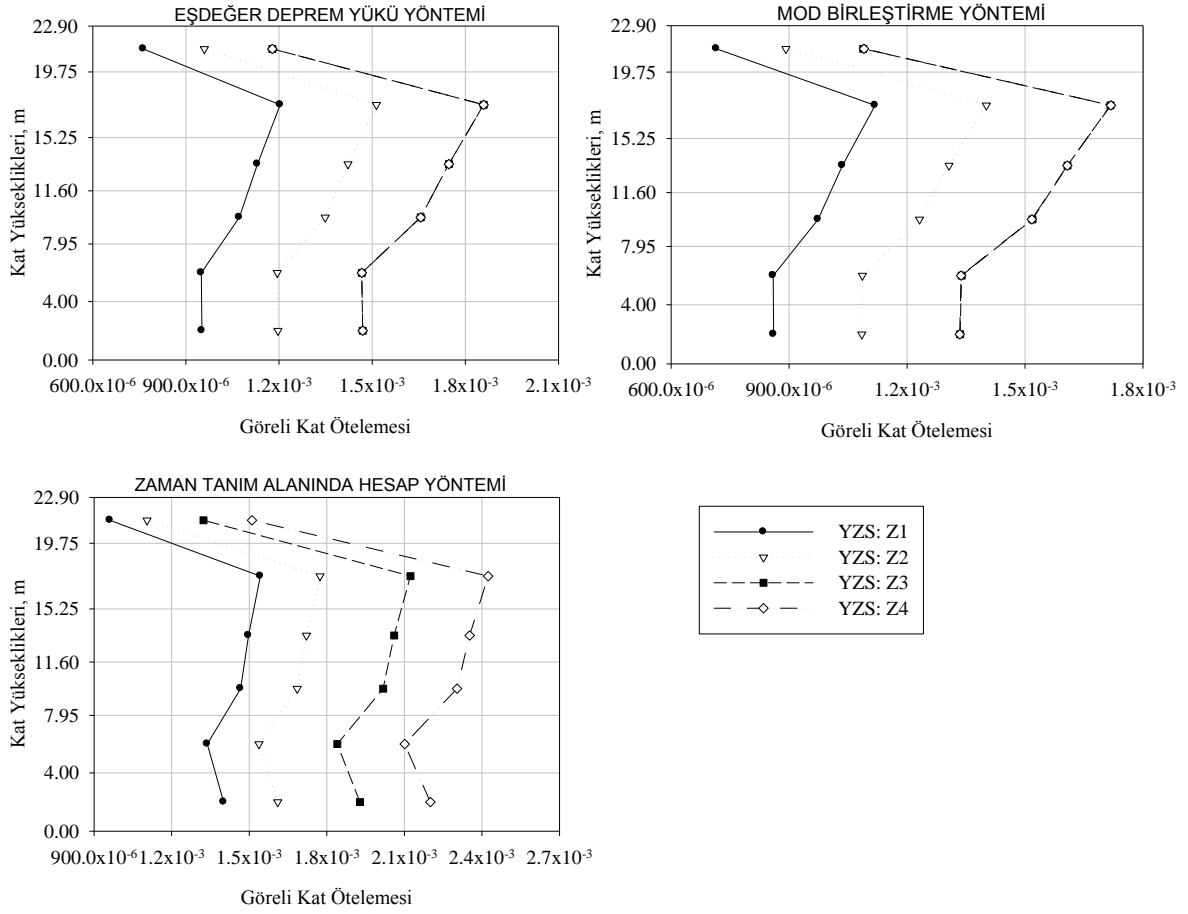 EŞDEĞER DEPREM YÜKÜ YÖNTEMİ
22.90
19.75
15.25
11.60
7.95
4.00
0.00
Kat Yükseklikleri, m
600.0x10⁻⁶ 900.0x10⁻⁶ 1.2x10⁻³ 1.5x10⁻³ 1.8x10⁻³ 2.1x10⁻³
Göreli Kat Ötelemesi
MOD BİRLEŞTİRME YÖNTEMİ
22.90
19.75
15.25
11.60
7.95
4.00
0.00
Kat Yükseklikleri, m
600.0x10⁻⁶ 900.0x10⁻⁶ 1.2x10⁻³ 1.5x10⁻³ 1.8x10⁻³
Göreli Kat Ötelemesi
ZAMAN TANIM ALANINDA HESAP YÖNTEMİ
22.90
19.75
15.25
11.60
7.95
4.00
0.00
Kat Yükseklikleri, m
900.0x10⁻⁶ 1.2x10⁻³ 1.5x10⁻³ 1.8x10⁻³ 2.1x10⁻³ 2.4x10⁻³ 2.7x10⁻³
Göreli Kat Ötelemesi
YZS: Z1
YZS: Z2
YZS: Z3
YZS: Z4